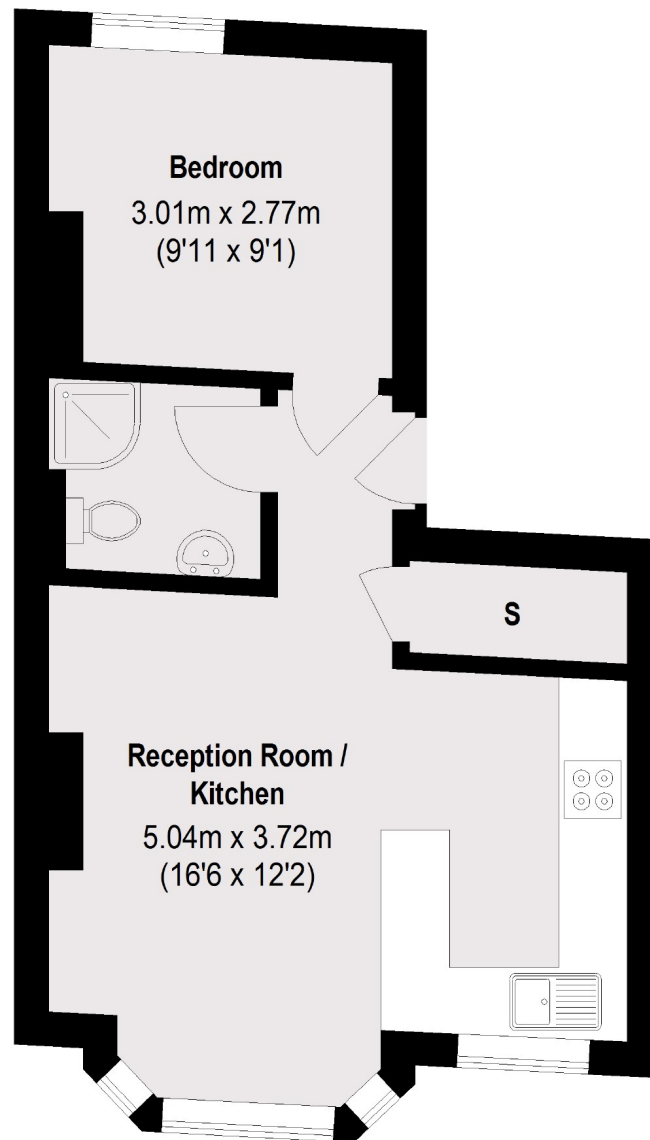 Bedroom
3.01m x 2.77m
(9'11 x 9'1)
S
Reception Room /
Kitchen
5.04m x 3.72m
(16'6 x 12'2)